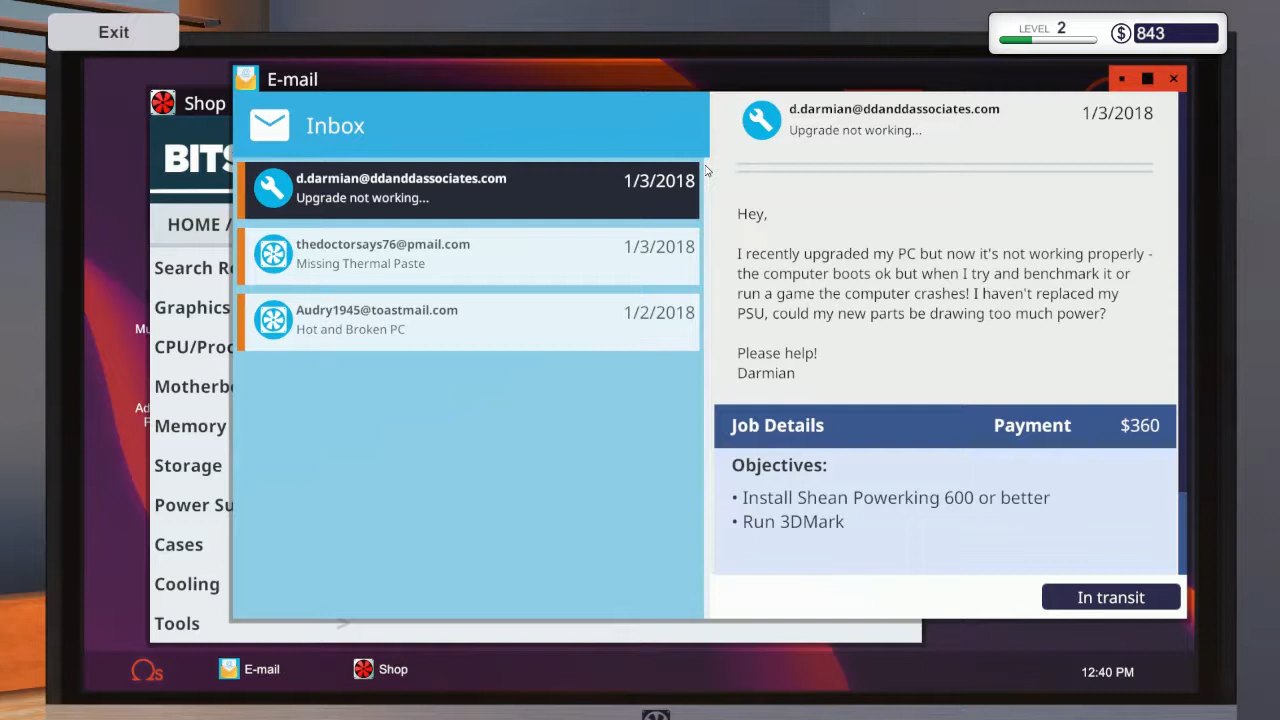 Exit
LEVEL 2
$ 843
E-mail
Shop
BITS
HOME /
Search Re
Graphics
CPU/Proc
Motherb
Memory
Storage
Power Su
Cases
Cooling
Tools
>
Mu
Ad
F
Inbox
d.darmian@ddanddassociates.com 1/3/2018
Upgrade not working...
thedoctorsays76@pmail.com 1/3/2018
Missing Thermal Paste
Audry1945@toastmail.com 1/2/2018
Hot and Broken PC
d.darmian@ddanddassociates.com 1/3/2018
Upgrade not working...
Hey,
I recently upgraded my PC but now it's not working properly -
the computer boots ok but when I try and benchmark it or
run a game the computer crashes! I haven't replaced my
PSU, could my new parts be drawing too much power?
Please help!
Darmian
Job Details Payment $360
Objectives:
• Install Shean Powerking 600 or better
• Run 3DMark
In transit
Ωs E-mail Shop 12:40 PM